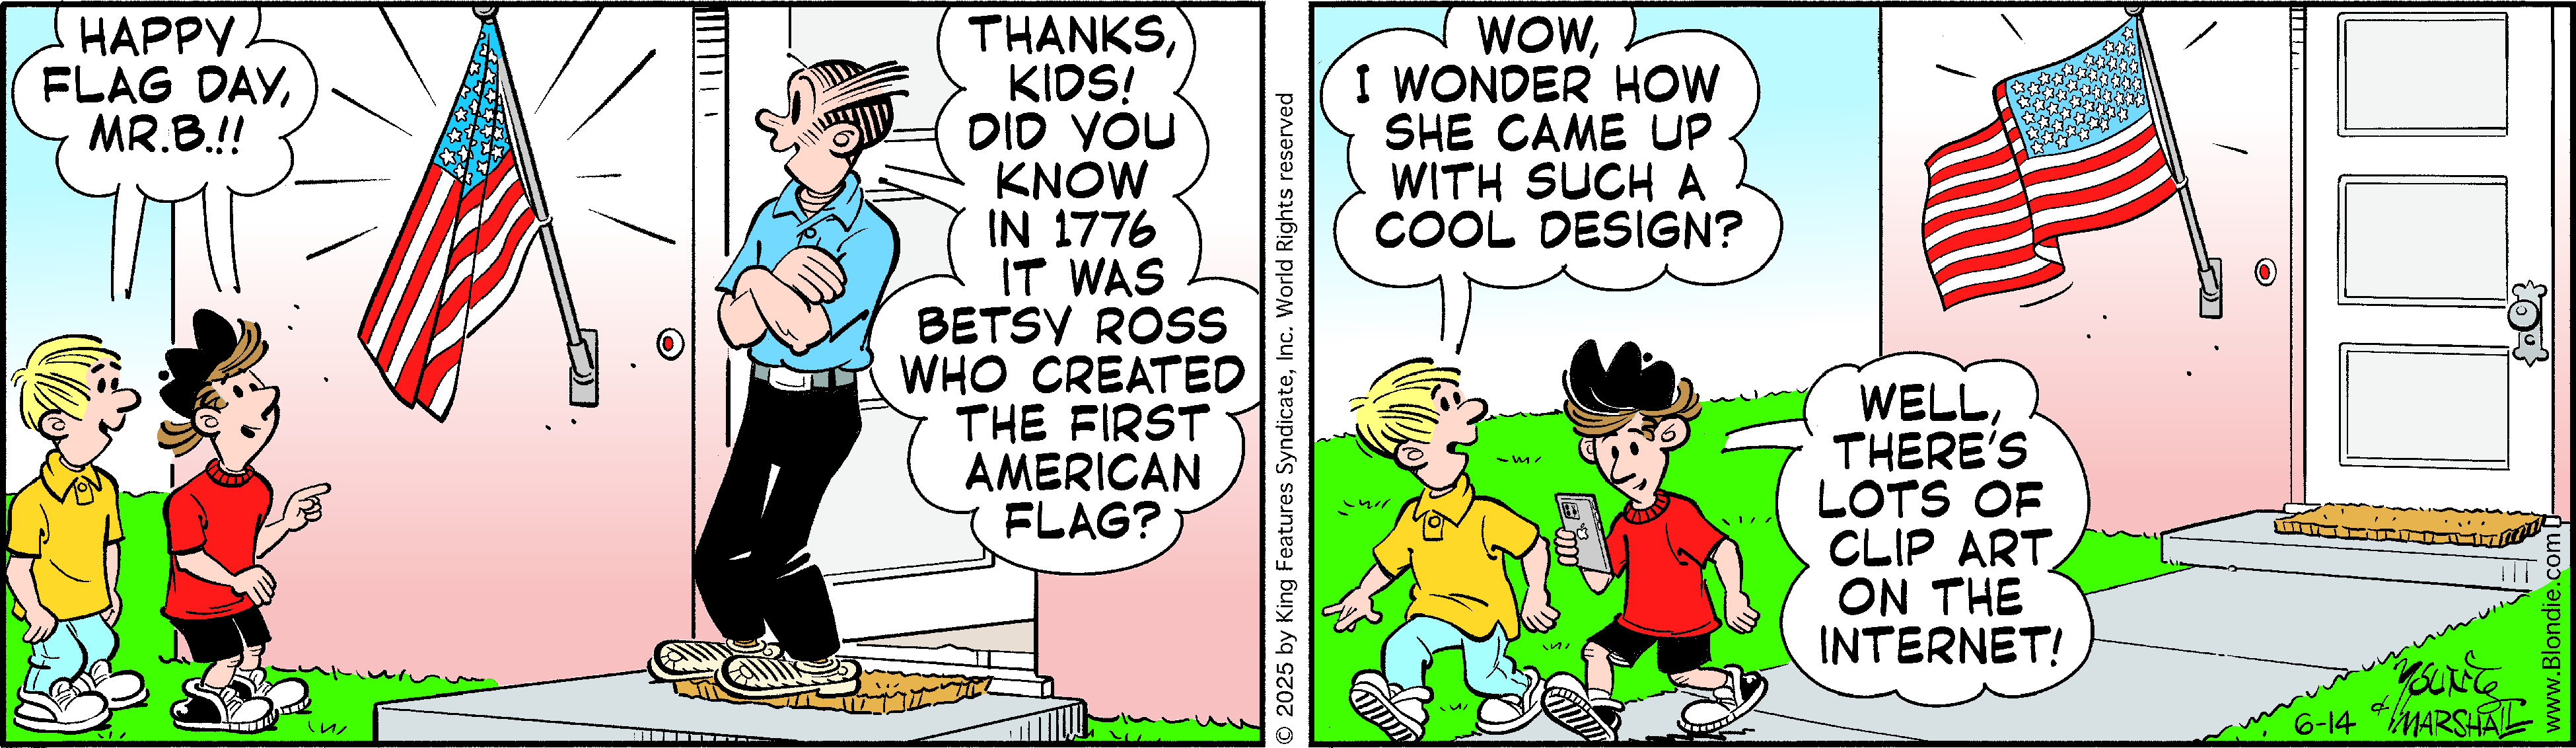 HAPPY
FLAG DAY,
MR.B.!!
THANKS,
KIDS!
DID YOU
KNOW
IN 1776
IT WAS
BETSY ROSS
WHO CREATED
THE FIRST
AMERICAN
FLAG?
© 2025 by King Features Syndicate, Inc. World Rights reserved
WOW,
I WONDER HOW
SHE CAME UP
WITH SUCH A
COOL DESIGN?
WELL,
THERE'S
LOTS OF
CLIP ART
ON THE
INTERNET!
6-14
YOUNG
& MARSHALL
www.Blondie.com